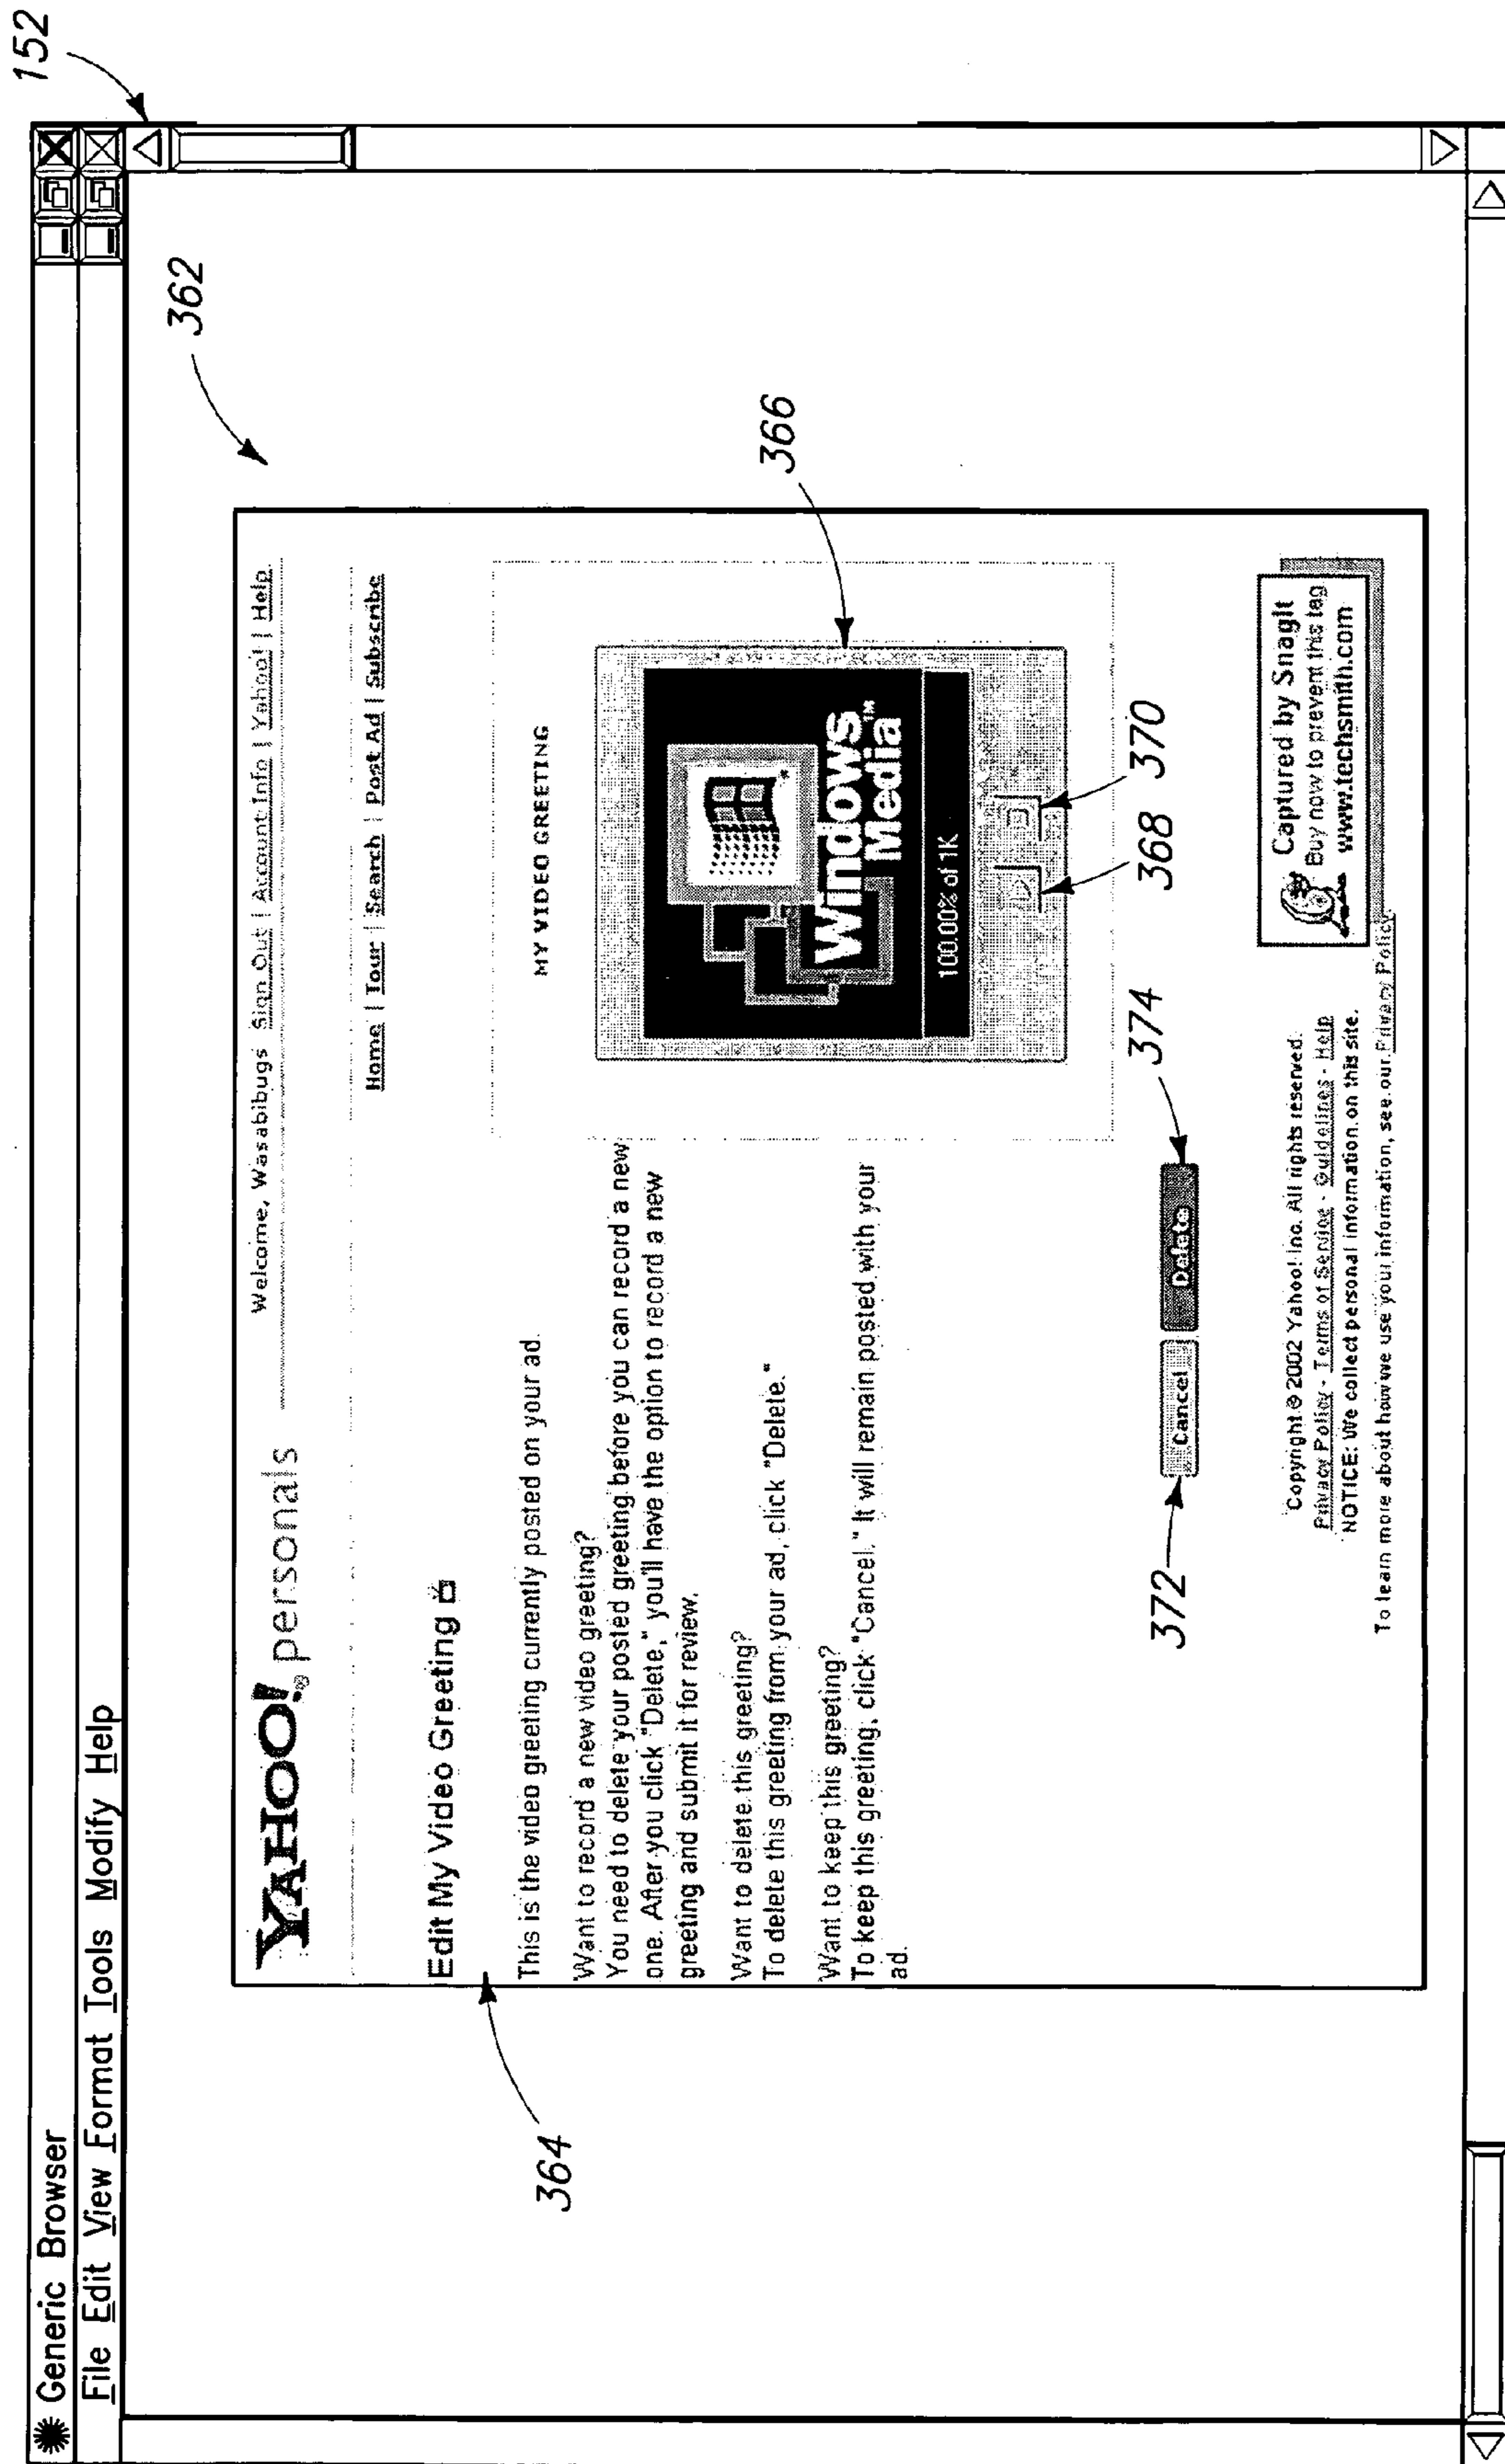 152
Generic Browser
File Edit View Format Tools Modify Help
362
YAHOO!® personals
Welcome, Wasabibugs Sign Out | Account Info | Yahoo! | Help
Home | Tour | Search | Post Ad | Subscribe
364
Edit My Video Greeting
This is the video greeting currently posted on your ad.
Want to record a new video greeting?
You need to delete your posted greeting before you can record a new
one. After you click "Delete," you'll have the option to record a new
greeting and submit it for review.
Want to delete this greeting?
To delete this greeting from your ad, click "Delete."
Want to keep this greeting?
To keep this greeting, click "Cancel." It will remain posted with your
ad.
MY VIDEO GREETING
366
Windows
Media™
100.00% of 1K
368
370
372
Cancel
Delete
374
Copyright © 2002 Yahoo! Inc. All rights reserved.
Privacy Policy - Terms of Service - Guidelines - Help
NOTICE: We collect personal information on this site.
To learn more about how we use your information, see our Privacy Policy
Captured by SnagIt
Buy now to prevent this tag
www.techsmith.com